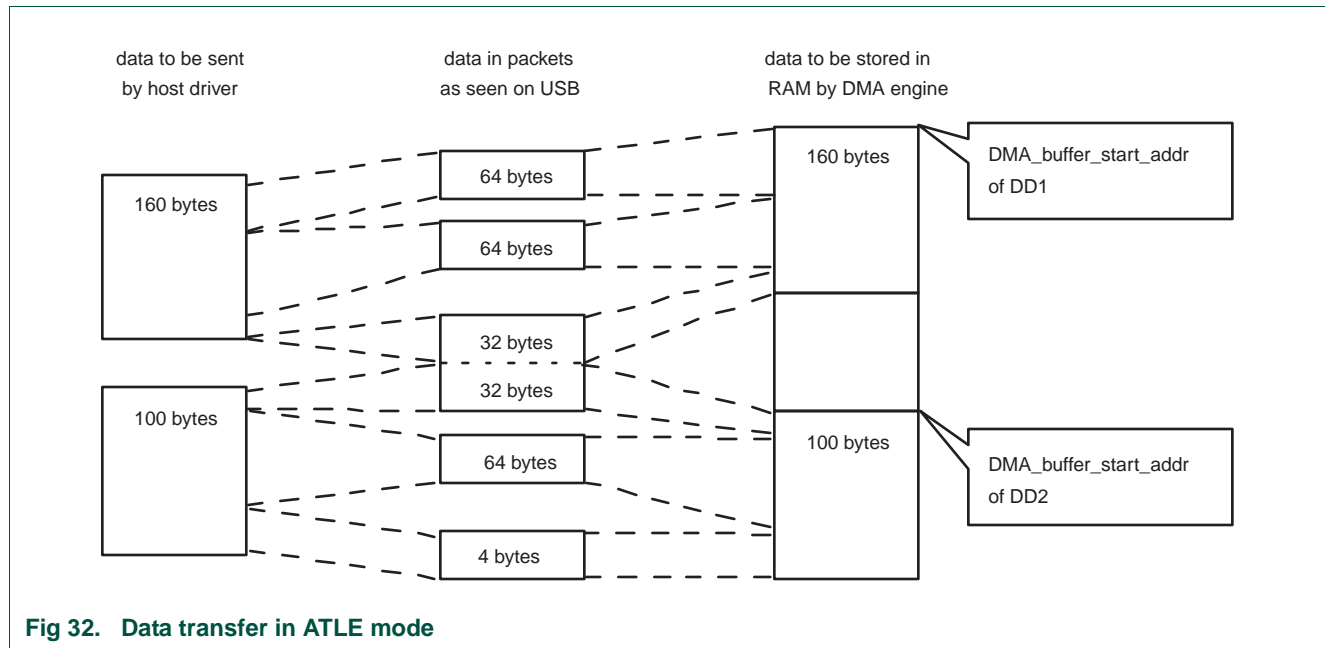 data to be sent
by host driver
data in packets
as seen on USB
data to be stored in
RAM by DMA engine
160 bytes
100 bytes
64 bytes
64 bytes
32 bytes
32 bytes
64 bytes
4 bytes
160 bytes
100 bytes
DMA_buffer_start_addr
of DD1
DMA_buffer_start_addr
of DD2
Fig 32. Data transfer in ATLE mode